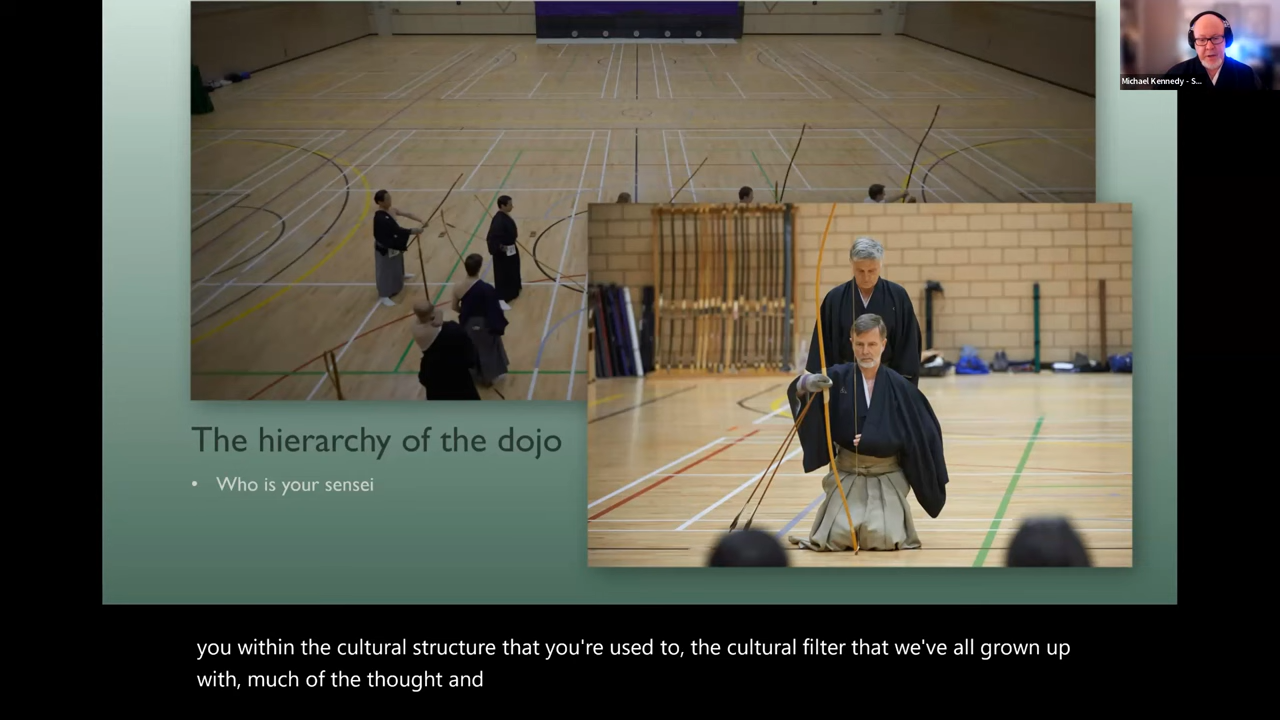 Michael Kennedy - S...
The hierarchy of the dojo
• Who is your sensei
you within the cultural structure that you're used to, the cultural filter that we've all grown up
with, much of the thought and